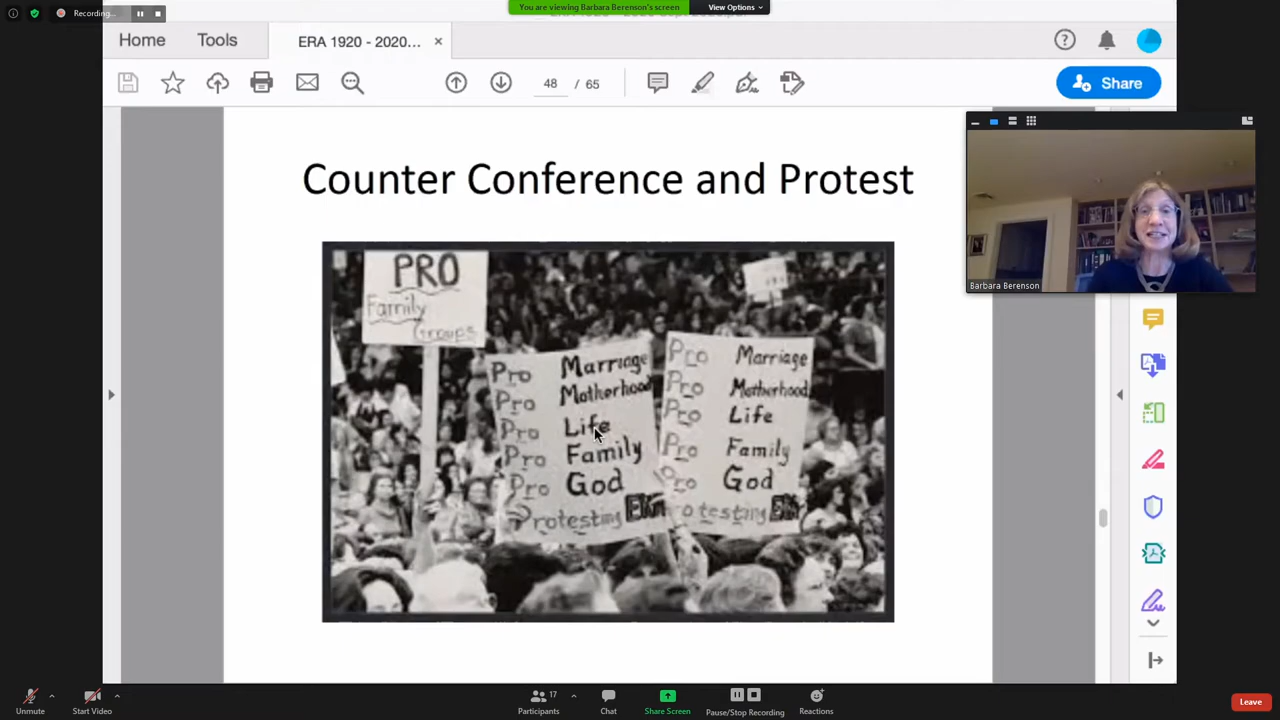 Recording...
You are viewing Barbara Berenson's screen
View Options
Home
Tools
ERA 1920 - 2020...
48 / 65
Share
Counter Conference and Protest
Barbara Berenson
PRO
Family
Groups
Pro Marriage
Pro Motherhood
Pro Life
Pro Family
Pro God
Protesting ERA
Pro Marriage
Pro Motherhood
Pro Life
Pro Family
Pro God
Protesting
Unmute
Start Video
Participants
17
Chat
Share Screen
Pause/Stop Recording
Reactions
Leave